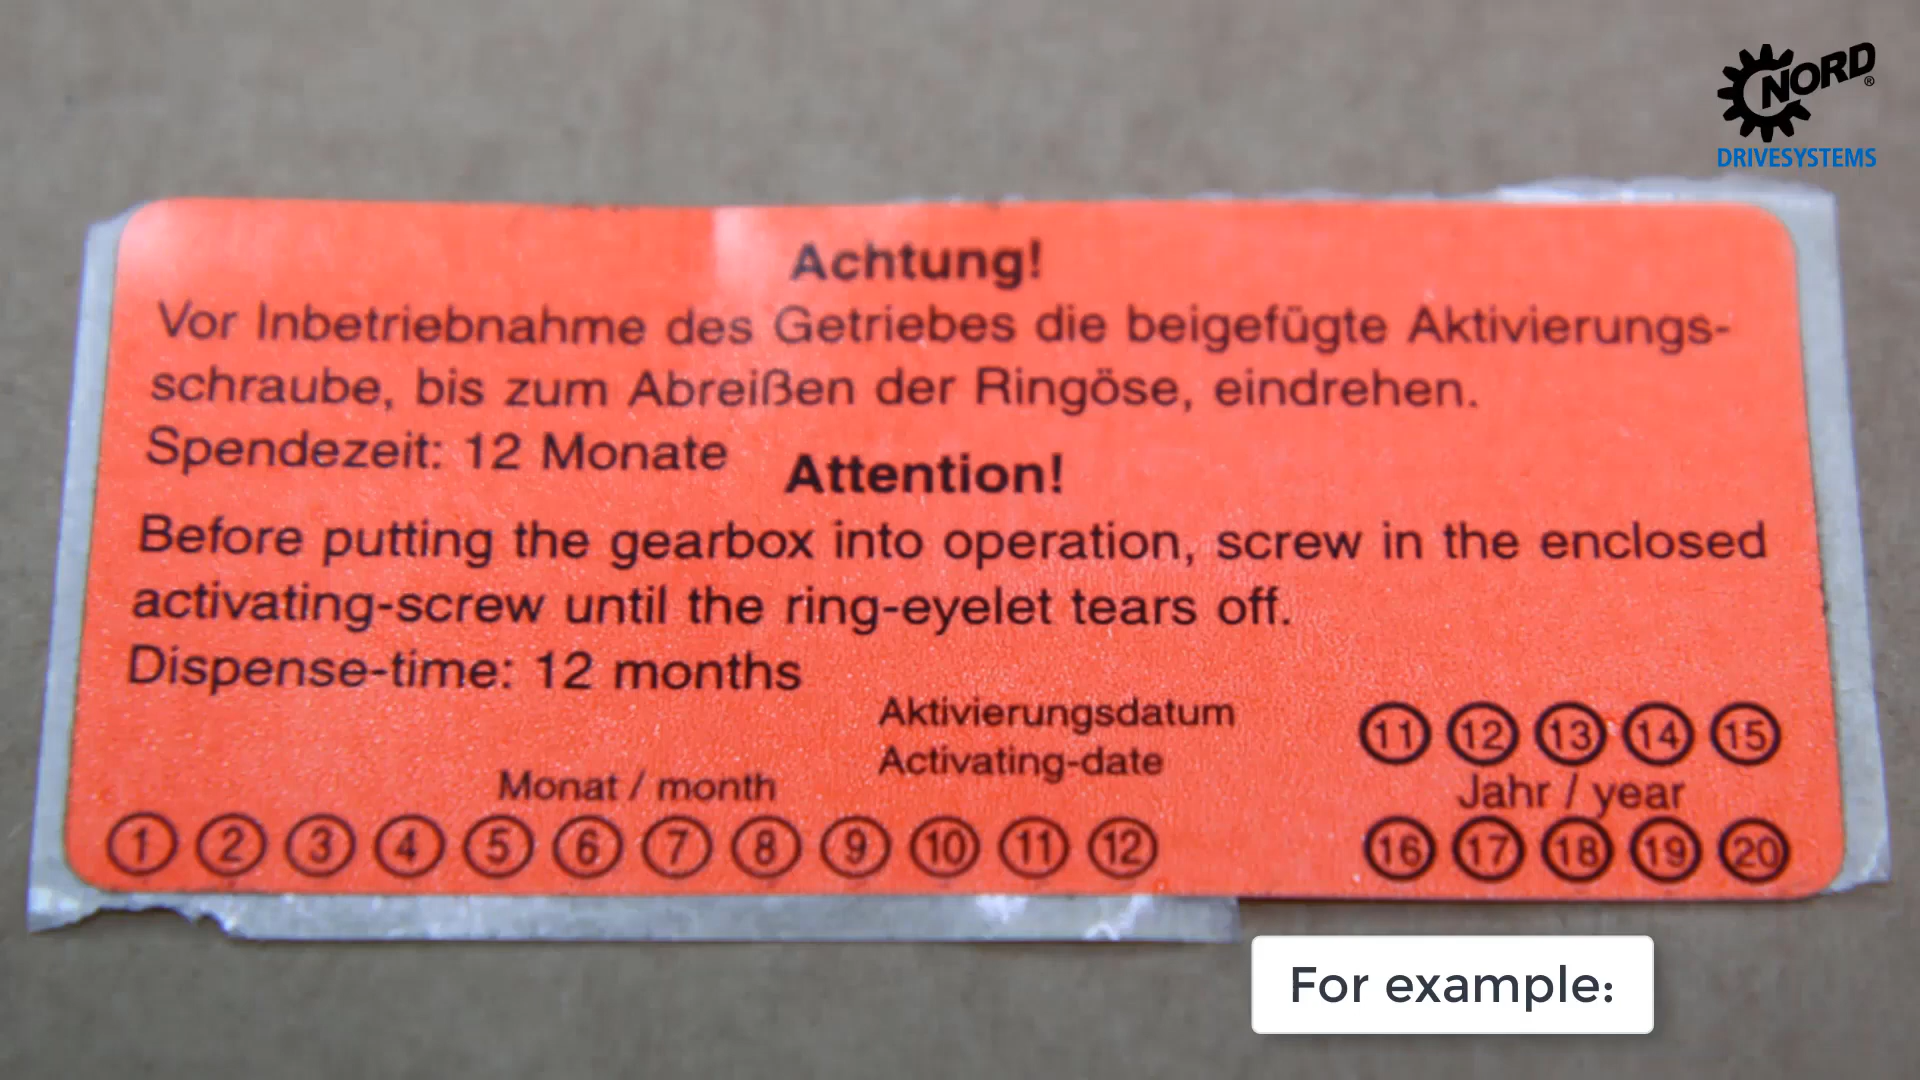 NORD®
DRIVESYSTEMS
Achtung!
Vor Inbetriebnahme des Getriebes die beigefügte Aktivierungs-
schraube, bis zum Abreißen der Ringöse, eindrehen.
Spendezeit: 12 Monate
Attention!
Before putting the gearbox into operation, screw in the enclosed
activating-screw until the ring-eyelet tears off.
Dispense-time: 12 months
Aktivierungsdatum
Activating-date
Monat / month
1 2 3 4 5 6 7 8 9 10 11 12
11 12 13 14 15
Jahr / year
16 17 18 19 20
For example: